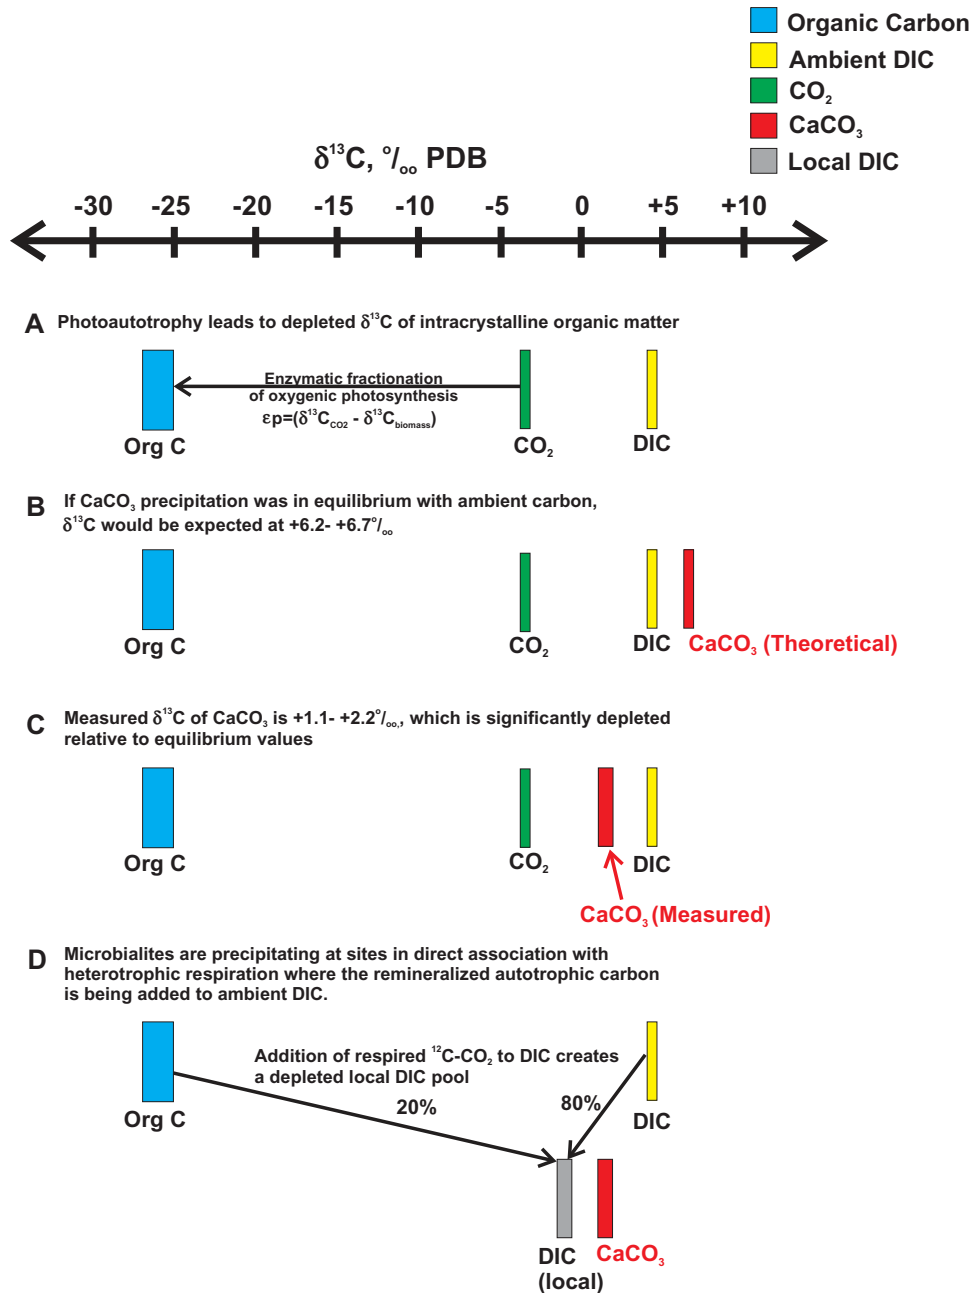 Organic Carbon
Ambient DIC
CO₂
CaCO₃
Local DIC
δ¹³C, °/ₒₒ PDB
-30 -25 -20 -15 -10 -5 0 +5 +10
A Photoautotrophy leads to depleted δ¹³C of intracrystalline organic matter
Enzymatic fractionation
of oxygenic photosynthesis
εp=(δ¹³C_CO2 - δ¹³C_biomass)
Org C CO₂ DIC
B If CaCO₃ precipitation was in equilibrium with ambient carbon,
δ¹³C would be expected at +6.2- +6.7°/ₒₒ
Org C CO₂ DIC CaCO₃ (Theoretical)
C Measured δ¹³C of CaCO₃ is +1.1- +2.2°/ₒₒ,, which is significantly depleted
relative to equilibrium values
Org C CO₂ DIC
CaCO₃ (Measured)
D Microbialites are precipitating at sites in direct association with
heterotrophic respiration where the remineralized autotrophic carbon
is being added to ambient DIC.
Addition of respired ¹²C-CO₂ to DIC creates
a depleted local DIC pool
20% 80%
Org C DIC
DIC CaCO₃
(local)